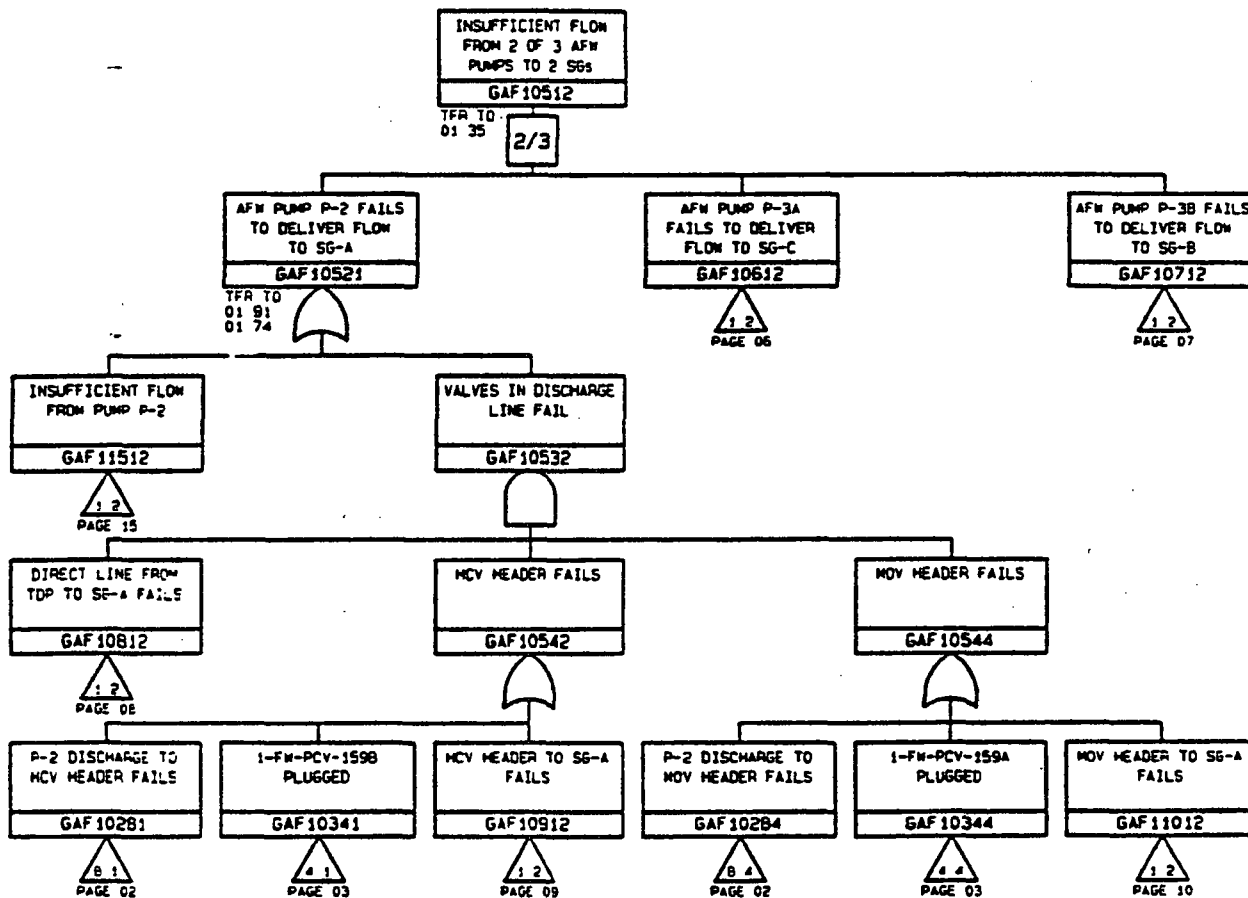 INSUFFICIENT FLOW
FROM 2 OF 3 AFW
PUMPS TO 2 SGs
GAF10512
TFR TO
01 35
2/3
AFW PUMP P-2 FAILS
TO DELIVER FLOW
TO SG-A
GAF10521
TFR TO
01 91
01 74
AFW PUMP P-3A
FAILS TO DELIVER
FLOW TO SG-C
GAF10612
1 2
PAGE 06
AFW PUMP P-3B FAILS
TO DELIVER FLOW
TO SG-B
GAF10712
1 2
PAGE 07
INSUFFICIENT FLOW
FROM PUMP P-2
GAF11512
1 2
PAGE 15
VALVES IN DISCHARGE
LINE FAIL
GAF10532
DIRECT LINE FROM
TDP TO SG-A FAILS
GAF10812
1 2
PAGE 08
HCV HEADER FAILS
GAF10542
MOV HEADER FAILS
GAF10544
P-2 DISCHARGE TO
HCV HEADER FAILS
GAF10281
8 1
PAGE 02
1-FW-PCV-159B
PLUGGED
GAF10341
4 1
PAGE 03
HCV HEADER TO SG-A
FAILS
GAF10912
1 2
PAGE 09
P-2 DISCHARGE TO
MOV HEADER FAILS
GAF10284
8 4
PAGE 02
1-FW-PCV-159A
PLUGGED
GAF10344
4 4
PAGE 03
MOV HEADER TO SG-A
FAILS
GAF11012
1 2
PAGE 10